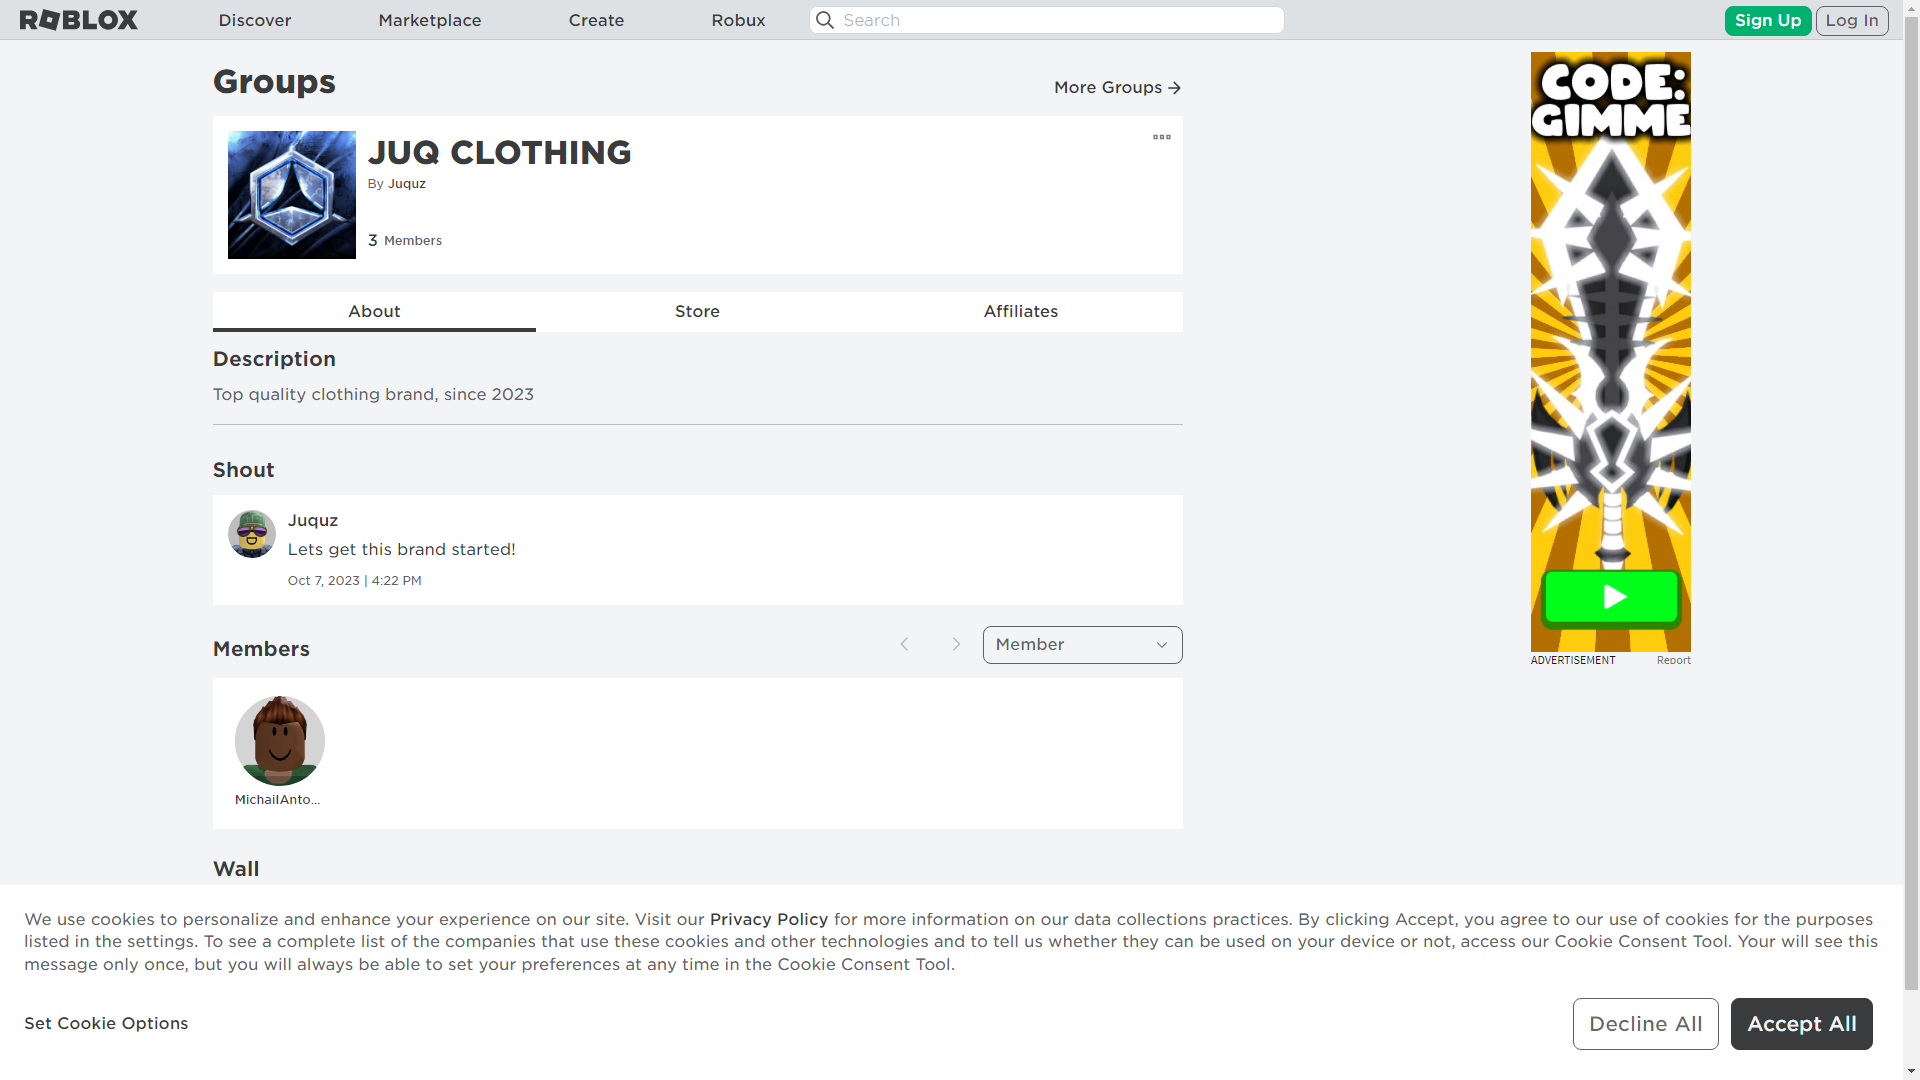 ROBLOX
Discover
Marketplace
Create
Robux
Search
Sign Up
Log In
Groups
More Groups
JUQ CLOTHING
By Juquz
3 Members
About
Store
Affiliates
Description
Top quality clothing brand, since 2023
Shout
Juquz
Lets get this brand started!
Oct 7, 2023 | 4:22 PM
Members
Member
MichailAnto...
Wall
CODE:
GIMME
ADVERTISEMENT
Report
We use cookies to personalize and enhance your experience on our site. Visit our Privacy Policy for more information on our data collections practices. By clicking Accept, you agree to our use of cookies for the purposes
listed in the settings. To see a complete list of the companies that use these cookies and other technologies and to tell us whether they can be used on your device or not, access our Cookie Consent Tool. Your will see this
message only once, but you will always be able to set your preferences at any time in the Cookie Consent Tool.
Set Cookie Options
Decline All
Accept All